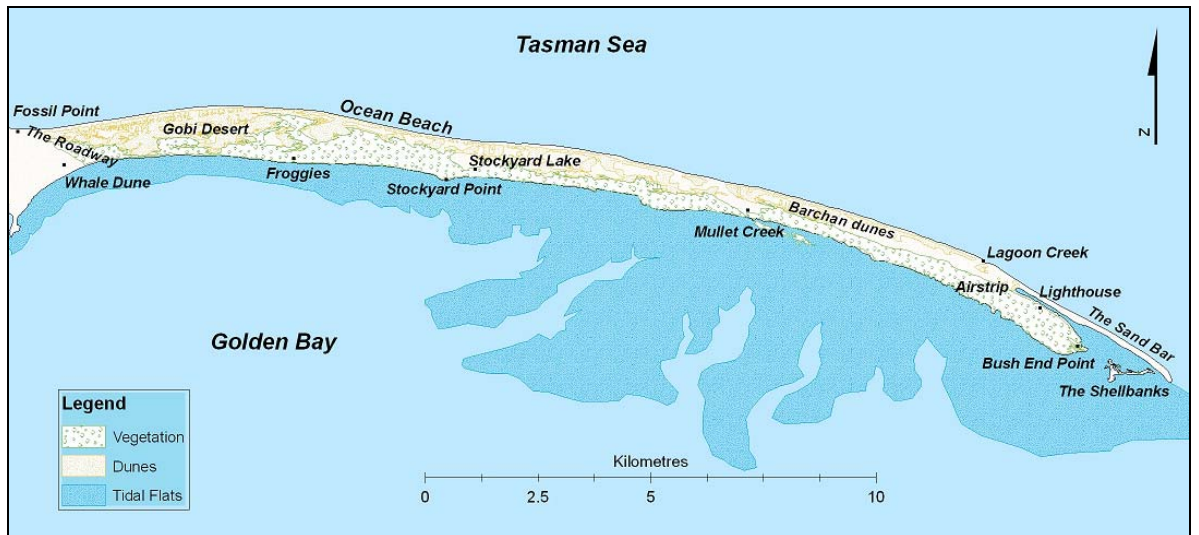 Tasman Sea
Fossil Point
Ocean Beach
Gobi Desert
The Roadway
Stockyard Lake
Froggies
Whale Dune
Stockyard Point
Barchan dunes
Mullet Creek
Lagoon Creek
Airstrip
Lighthouse
The Sand Bar
Golden Bay
Bush End Point
The Shellbanks
Legend
Vegetation
Dunes
Tidal Flats
Kilometres
0 2.5 5 10
N